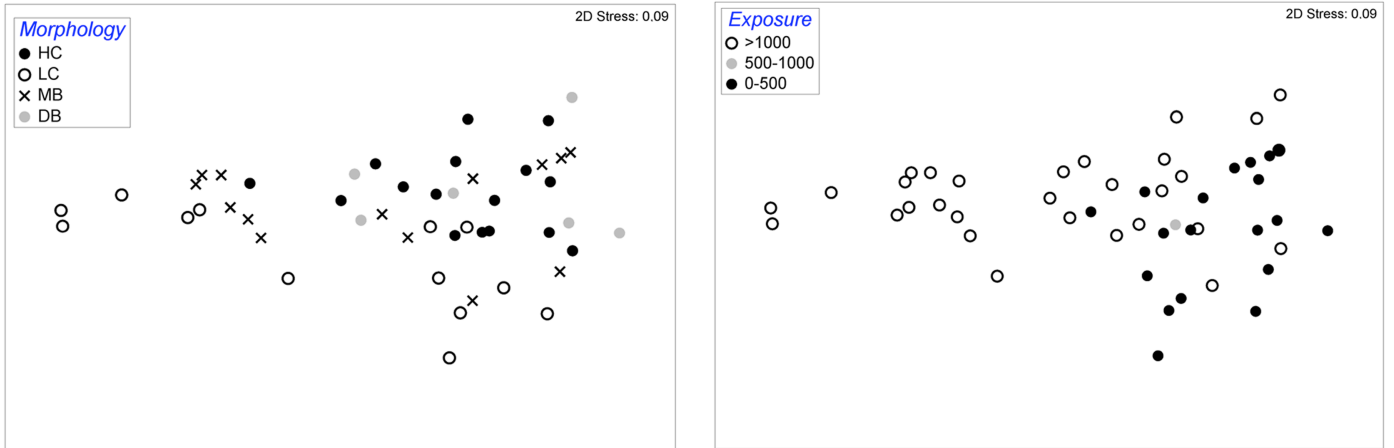 2D Stress: 0.09
Morphology
HC
LC
MB
DB
2D Stress: 0.09
Exposure
>1000
500-1000
0-500